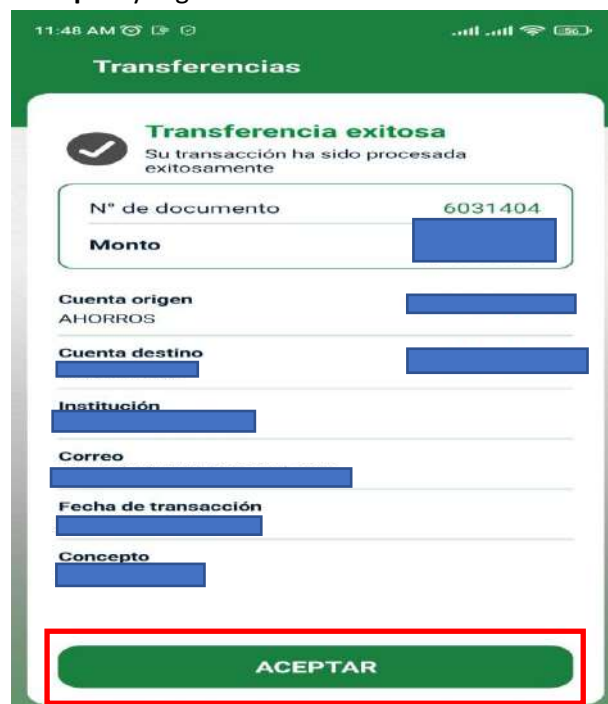 11:48 AM
Transferencias
Transferencia exitosa
Su transacción ha sido procesada
exitosamente
N° de documento 6031404
Monto
Cuenta origen
AHORROS
Cuenta destino
Institución
Correo
Fecha de transacción
Concepto
ACEPTAR